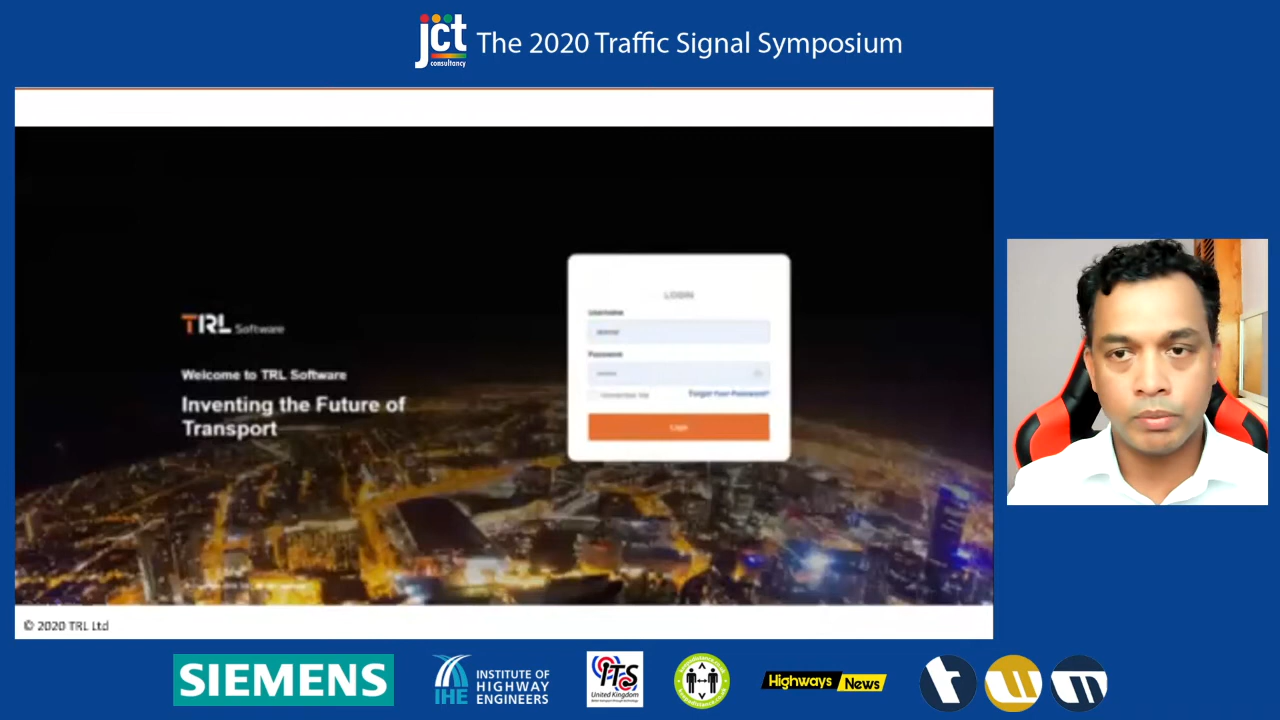 jct
consultancy
The 2020 Traffic Signal Symposium
TRL Software
Welcome to TRL Software
Inventing the Future of
Transport
LOGIN
Username
Password
Remember Me
Forgot Your Password?
Login
© 2020 TRL Ltd
SIEMENS
IHE
INSTITUTE OF
HIGHWAY
ENGINEERS
ITS
United Kingdom
Highways
News